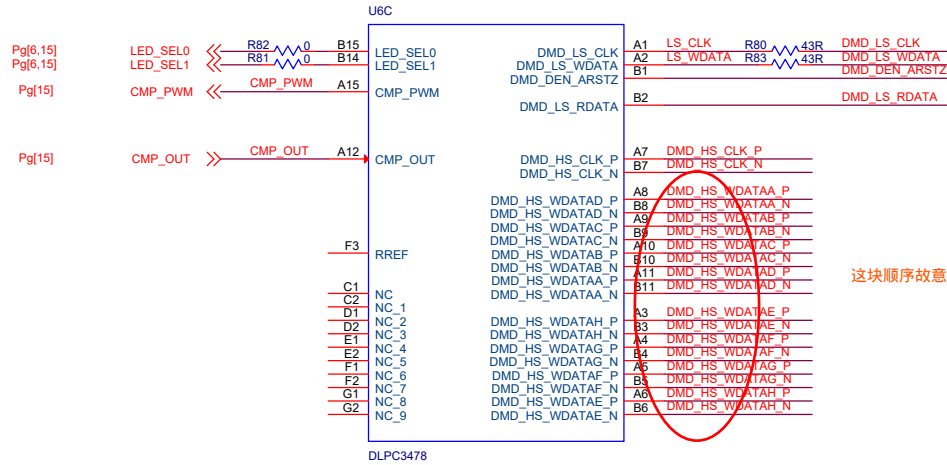 U6C
Pg[6,15] LED_SEL0 R82 0 B15 LED_SEL0
Pg[6,15] LED_SEL1 R81 0 B14 LED_SEL1
Pg[15] CMP_PWM CMP_PWM A15 CMP_PWM
Pg[15] CMP_OUT CMP_OUT A12 CMP_OUT
F3 RREF
C1 NC
C2 NC_1
D1 NC_2
D2 NC_3
E1 NC_4
E2 NC_5
F1 NC_6
F2 NC_7
G1 NC_8
G2 NC_9
DMD_LS_CLK A1 LS_CLK R80 43R DMD_LS_CLK
DMD_LS_WDATA A2 LS_WDATA R83 43R DMD_LS_WDATA
DMD_DEN_ARSTZ B1 DMD_DEN_ARSTZ
DMD_LS_RDATA B2 DMD_LS_RDATA
DMD_HS_CLK_P A7 DMD_HS_CLK_P
DMD_HS_CLK_N B7 DMD_HS_CLK_N
DMD_HS_WDATAD_P A8 DMD_HS_WDATAA_P
DMD_HS_WDATAD_N B8 DMD_HS_WDATAA_N
DMD_HS_WDATAC_P A9 DMD_HS_WDATAB_P
DMD_HS_WDATAC_N B9 DMD_HS_WDATAB_N
DMD_HS_WDATAB_P A10 DMD_HS_WDATAC_P
DMD_HS_WDATAB_N B10 DMD_HS_WDATAC_N
DMD_HS_WDATAA_P A11 DMD_HS_WDATAD_P
DMD_HS_WDATAA_N B11 DMD_HS_WDATAD_N
这块顺序故意
DMD_HS_WDATAH_P A3 DMD_HS_WDATAE_P
DMD_HS_WDATAH_N B3 DMD_HS_WDATAE_N
DMD_HS_WDATAG_P A4 DMD_HS_WDATAF_P
DMD_HS_WDATAG_N B4 DMD_HS_WDATAF_N
DMD_HS_WDATAF_P A5 DMD_HS_WDATAG_P
DMD_HS_WDATAF_N B5 DMD_HS_WDATAG_N
DMD_HS_WDATAE_P A6 DMD_HS_WDATAH_P
DMD_HS_WDATAE_N B6 DMD_HS_WDATAH_N
DLPC3478